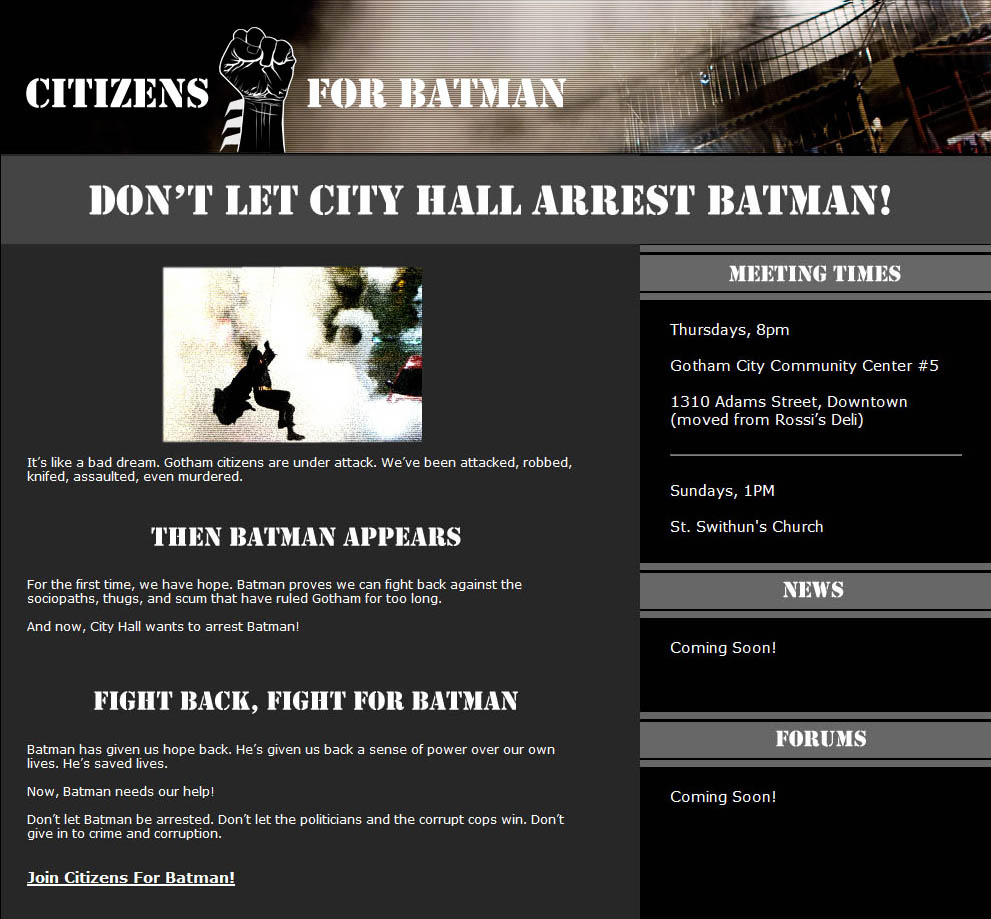 CITIZENS FOR BATMAN
DON’T LET CITY HALL ARREST BATMAN!
It’s like a bad dream. Gotham citizens are under attack. We’ve been attacked, robbed,
knifed, assaulted, even murdered.
THEN BATMAN APPEARS
For the first time, we have hope. Batman proves we can fight back against the
sociopaths, thugs, and scum that have ruled Gotham for too long.
And now, City Hall wants to arrest Batman!
FIGHT BACK, FIGHT FOR BATMAN
Batman has given us hope back. He’s given us back a sense of power over our own
lives. He’s saved lives.
Now, Batman needs our help!
Don’t let Batman be arrested. Don’t let the politicians and the corrupt cops win. Don’t
give in to crime and corruption.
Join Citizens For Batman!
MEETING TIMES
Thursdays, 8pm
Gotham City Community Center #5
1310 Adams Street, Downtown
(moved from Rossi’s Deli)
Sundays, 1PM
St. Swithun's Church
NEWS
Coming Soon!
FORUMS
Coming Soon!